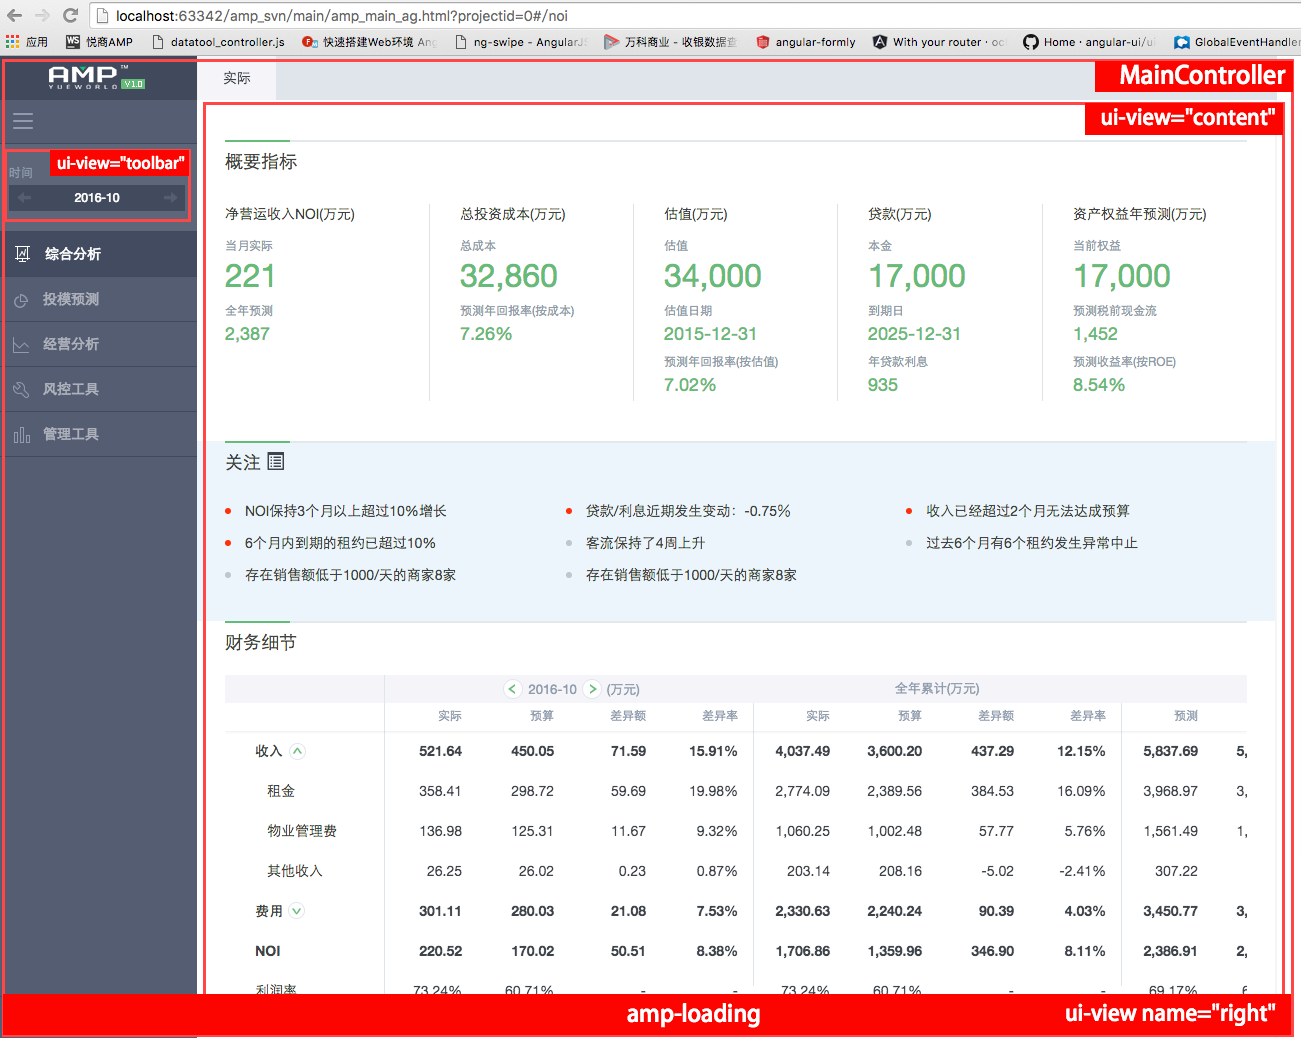 localhost:63342/amp_svn/main/amp_main_ag.html?projectid=0#/noi
应用 悦商AMP datatool_controller.js 快速搭建Web环境 Ang ng-swipe - AngularJS 万科商业 - 收银数据查 angular-formly With your router · oc Home · angular-ui/ui GlobalEventHandler
AMP™
YUEWORLD V1.0
实际
MainController
ui-view="content"
ui-view="toolbar"
时间
2016-10
综合分析
投模预测
经营分析
风控工具
管理工具
概要指标
净营运收入NOI(万元) 总投资成本(万元) 估值(万元) 贷款(万元) 资产权益年预测(万元)
当月实际 总成本 估值 本金 当前权益
221 32,860 34,000 17,000 17,000
全年预测 预测年回报率(按成本) 估值日期 到期日 预测税前现金流
2,387 7.26% 2015-12-31 2025-12-31 1,452
预测年回报率(按估值) 年贷款利息 预测收益率(按ROE)
7.02% 935 8.54%
关注
NOI保持3个月以上超过10%增长 贷款/利息近期发生变动：-0.75% 收入已经超过2个月无法达成预算
6个月内到期的租约已超过10% 客流保持了4周上升 过去6个月有6个租约发生异常中止
存在销售额低于1000/天的商家8家 存在销售额低于1000/天的商家8家
财务细节
2016-10 (万元) 全年累计(万元)
实际 预算 差异额 差异率 实际 预算 差异额 差异率 预测
收入 521.64 450.05 71.59 15.91% 4,037.49 3,600.20 437.29 12.15% 5,837.69 5,
租金 358.41 298.72 59.69 19.98% 2,774.09 2,389.56 384.53 16.09% 3,968.97 3,
物业管理费 136.98 125.31 11.67 9.32% 1,060.25 1,002.48 57.77 5.76% 1,561.49 1,
其他收入 26.25 26.02 0.23 0.87% 203.14 208.16 -5.02 -2.41% 307.22
费用 301.11 280.03 21.08 7.53% 2,330.63 2,240.24 90.39 4.03% 3,450.77 3,
NOI 220.52 170.02 50.51 8.38% 1,706.86 1,359.96 346.90 8.11% 2,386.91 2,
利润率 73.24% 60.71% - - 73.24% 60.71% - - 69.17%
amp-loading
ui-view name="right"